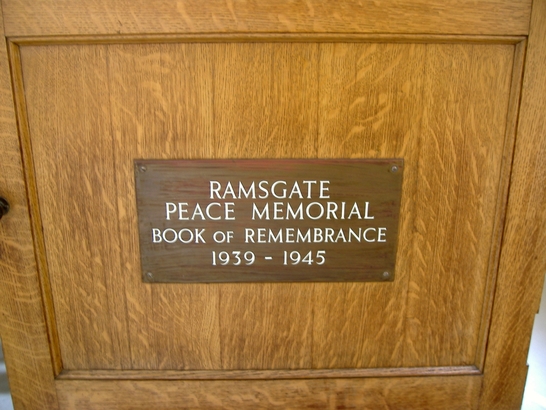 RAMSGATE
PEACE MEMORIAL
BOOK OF REMEMBRANCE
1939 - 1945